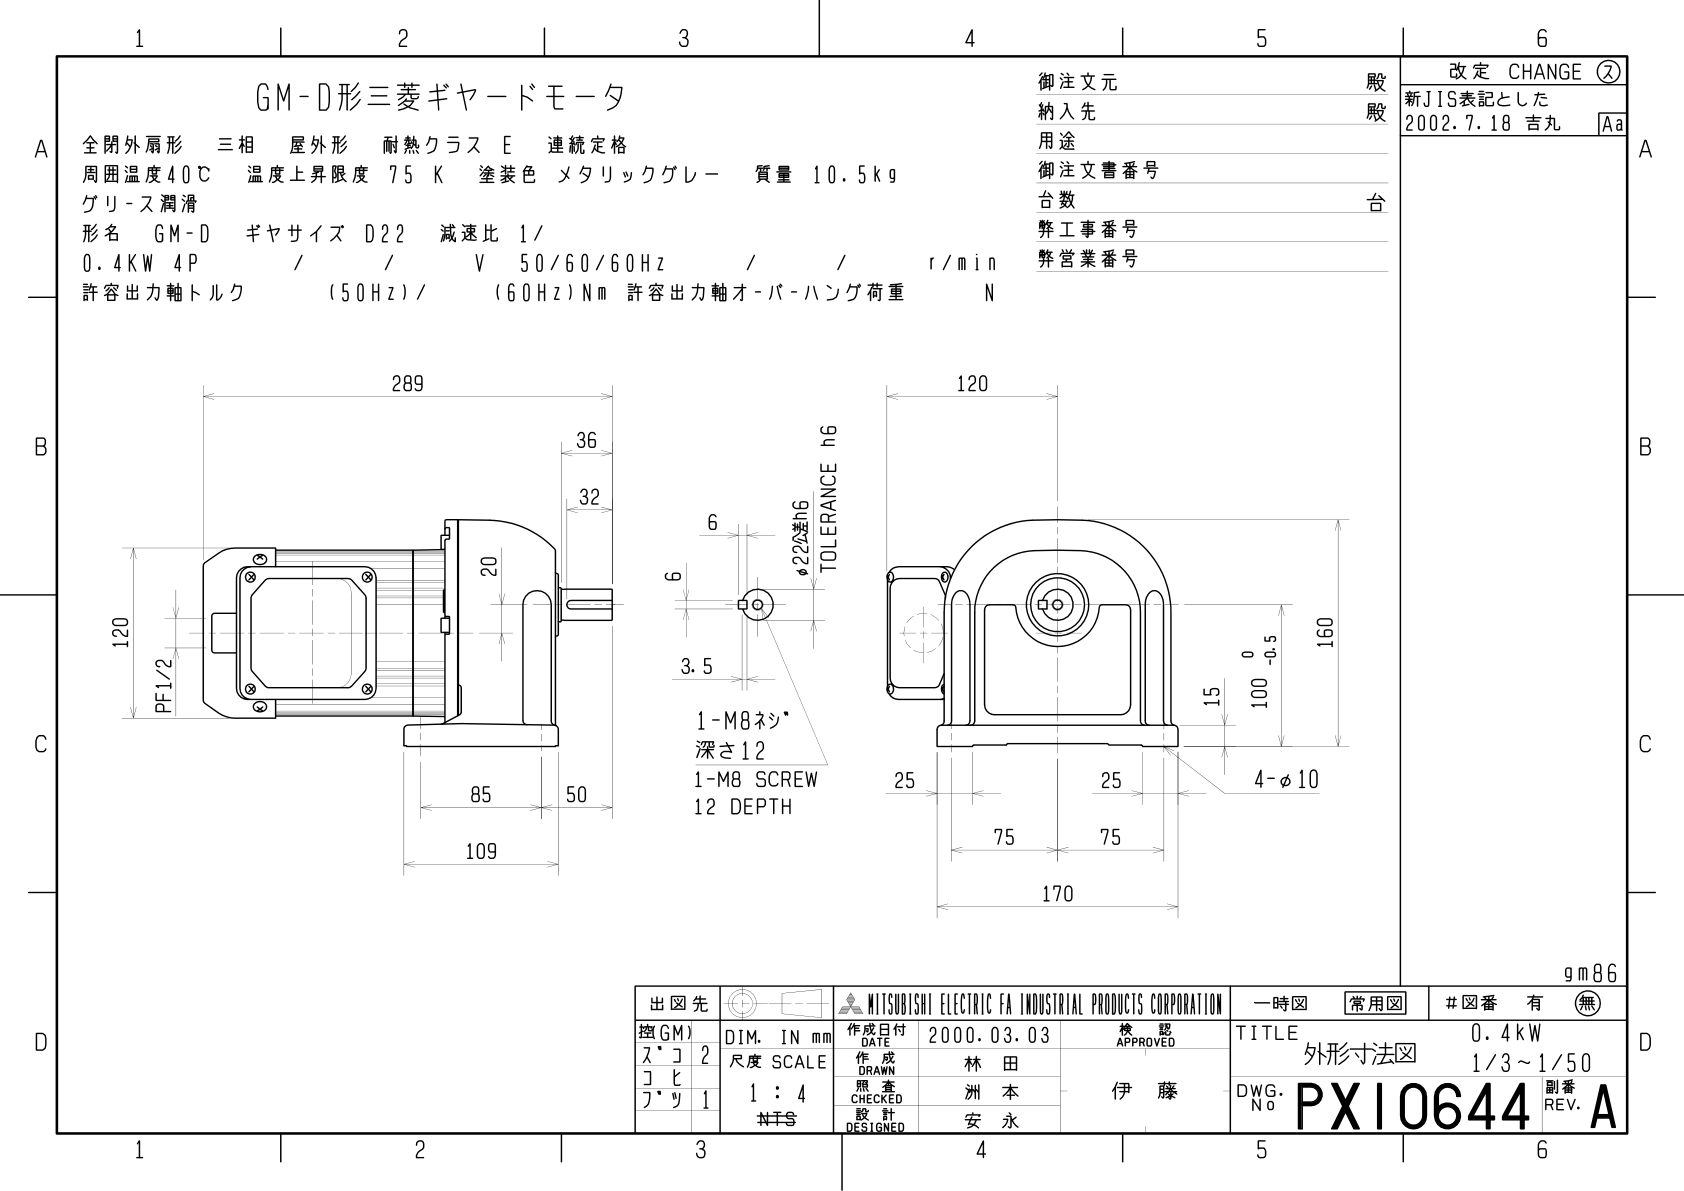 1 2 3 4 5 6
A B C D
A B C D
GM-D形三菱ギヤードモータ
全閉外扇形 三相 屋外形 耐熱クラス E 連続定格
周囲温度40℃ 温度上昇限度 75 K 塗装色 メタリックグレー 質量 10.5kg
グリ-ス潤滑
形名 GM-D ギヤサイズ D22 減速比 1/
0.4KW 4P / / V 50/60/60Hz / / r/min
許容出力軸トルク (50Hz)/ (60Hz)Nm 許容出力軸オ-バ-ハング荷重 N
御注文元 殿
納入先 殿
用途
御注文書番号
台数 台
弊工事番号
弊営業番号
改定 CHANGE ス
新JIS表記とした
2002.7.18 吉丸 Aa
289
36
32
20
120
PF1/2
85 50
109
6
6
3.5
φ22公差h6
TOLERANCE h6
1-M8ネジ
深さ12
1-M8 SCREW
12 DEPTH
120
160
100 0 -0.5
15
4-φ10
25 25
75 75
170
gm86
出図先
控(GM)
ズコ 2
コヒ
ブツ 1
DIM. IN mm
尺度 SCALE
1 : 4
NTS
MITSUBISHI ELECTRIC FA INDUSTRIAL PRODUCTS CORPORATION
作成日付 DATE 2000.03.03
検認 APPROVED
作成 DRAWN 林田
照査 CHECKED 洲本
伊藤
設計 DESIGNED 安永
一時図 常用図 #図番 有 無
TITLE 0.4kW
外形寸法図 1/3~1/50
DWG. No PX10644 副番 REV. A
1 2 3 4 5 6